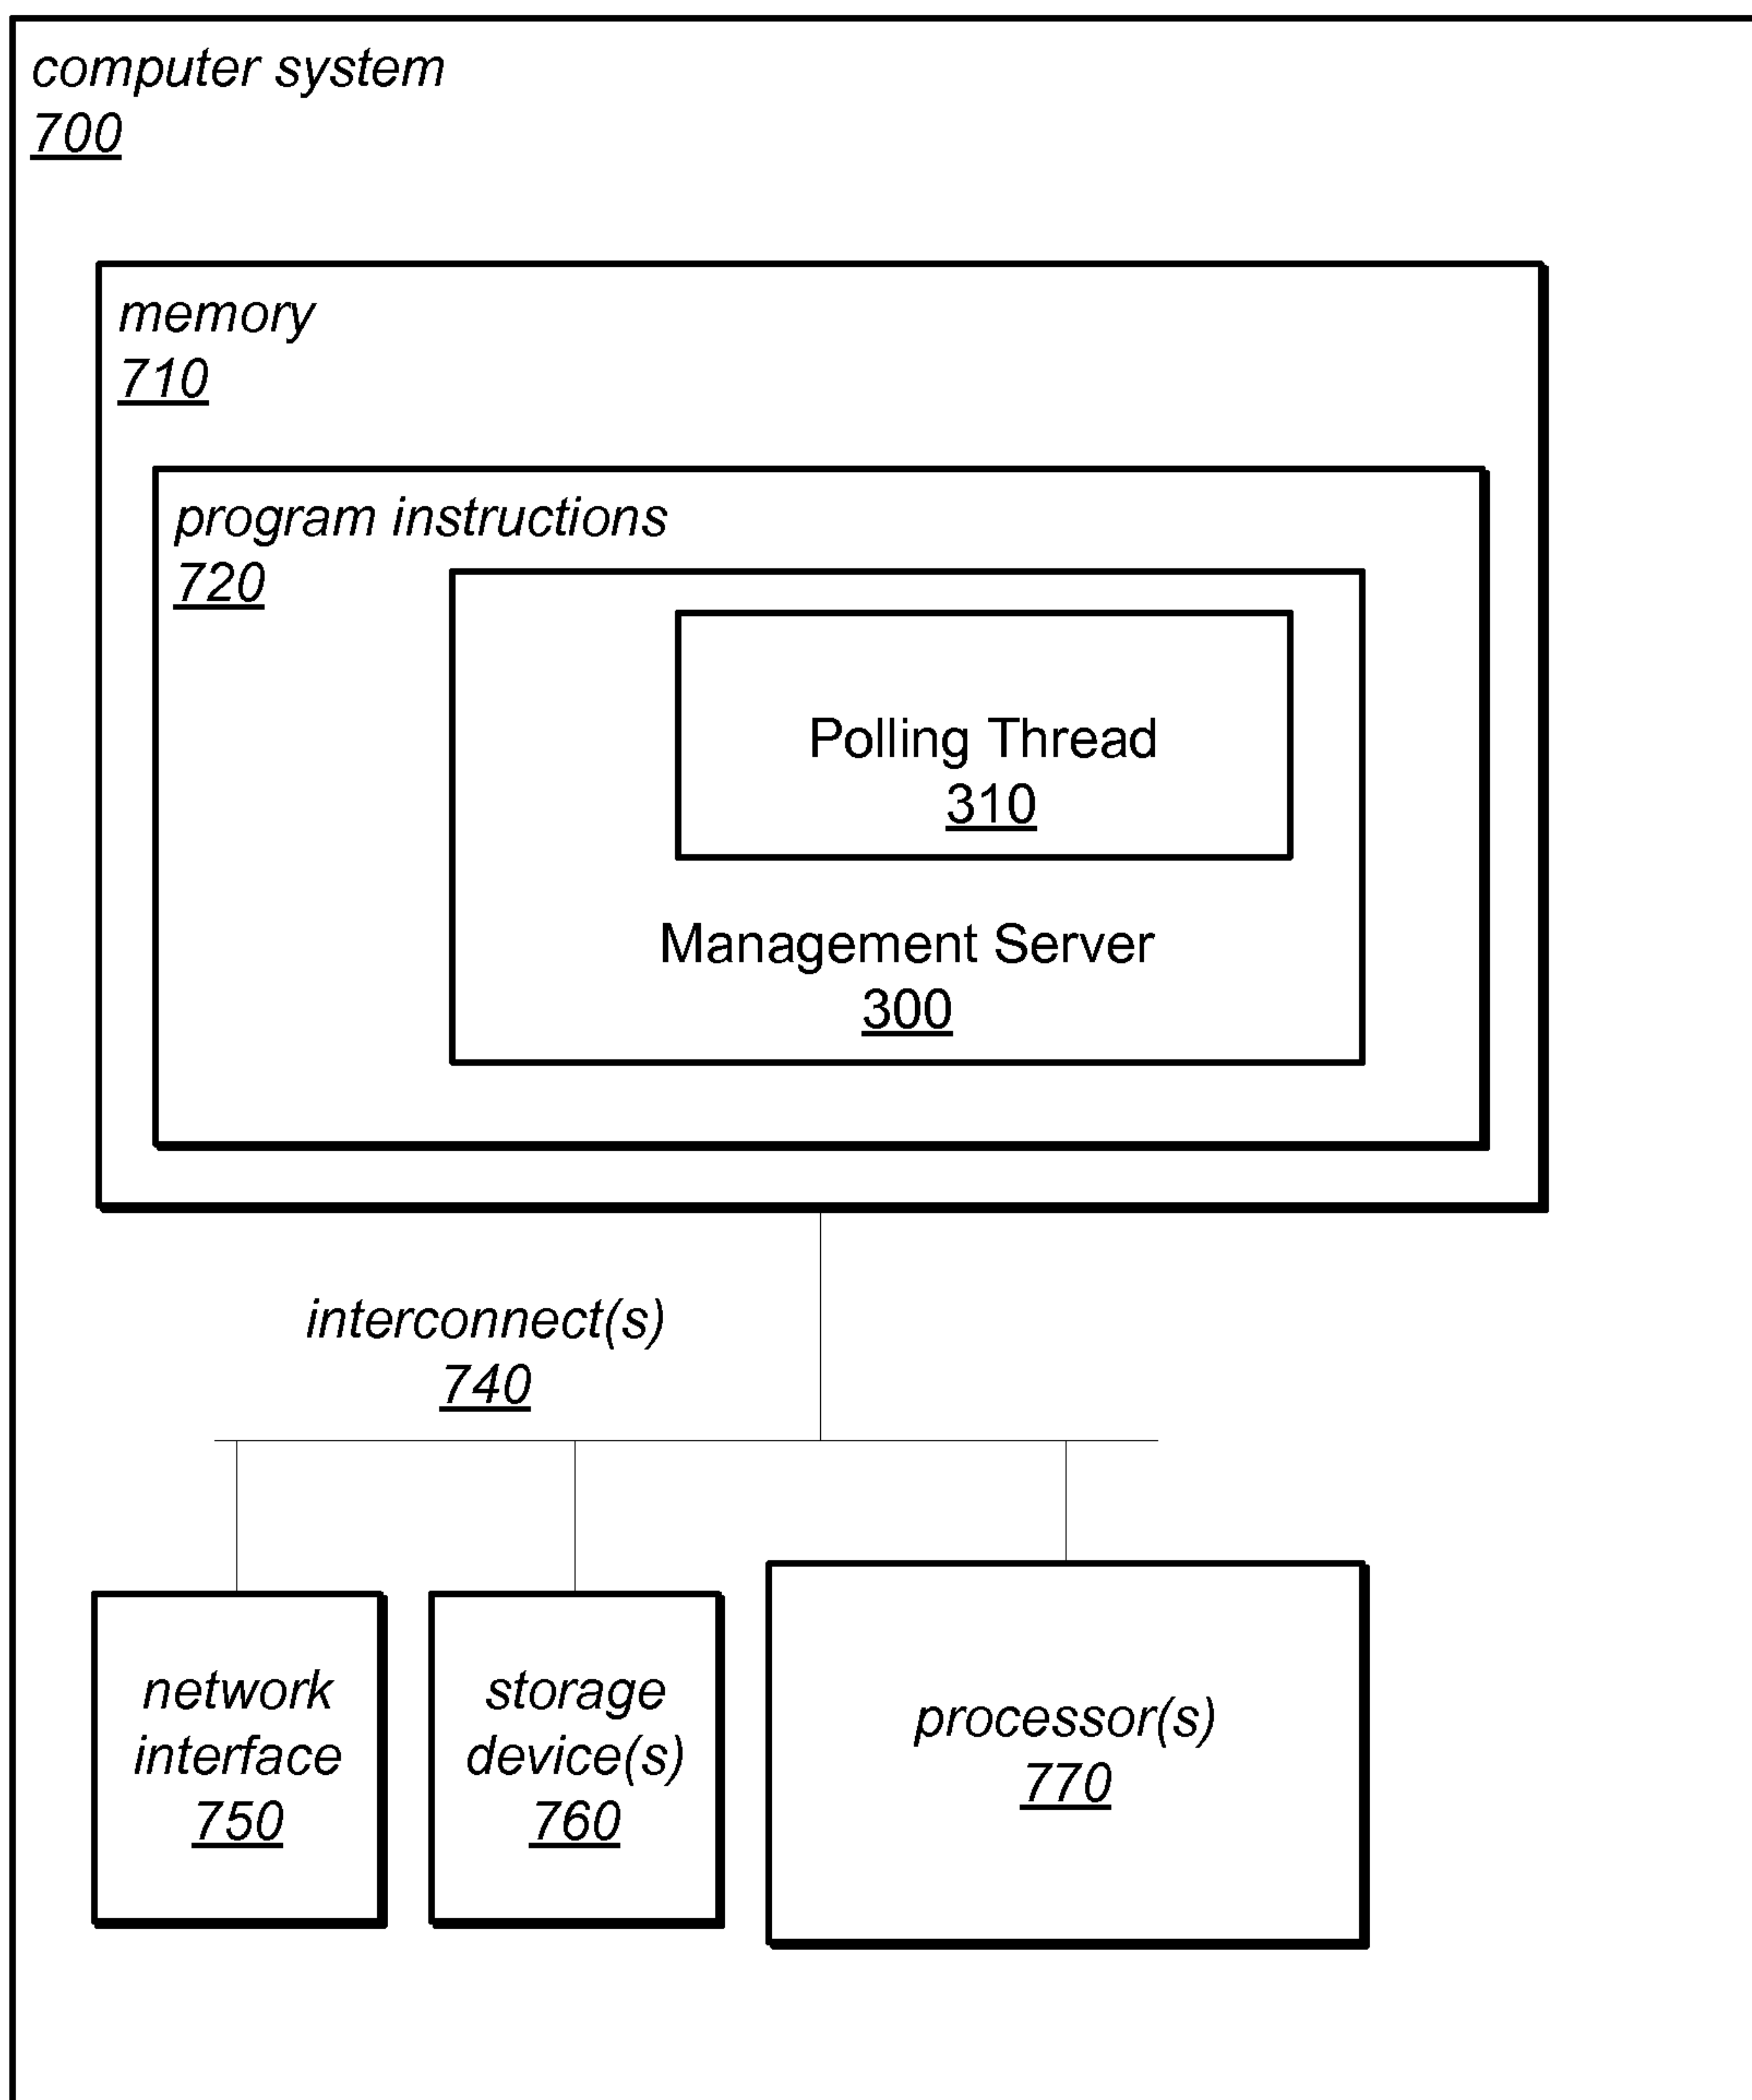 computer system
700
memory
710
program instructions
720
Polling Thread
310
Management Server
300
interconnect(s)
740
network
interface
750
storage
device(s)
760
processor(s)
770